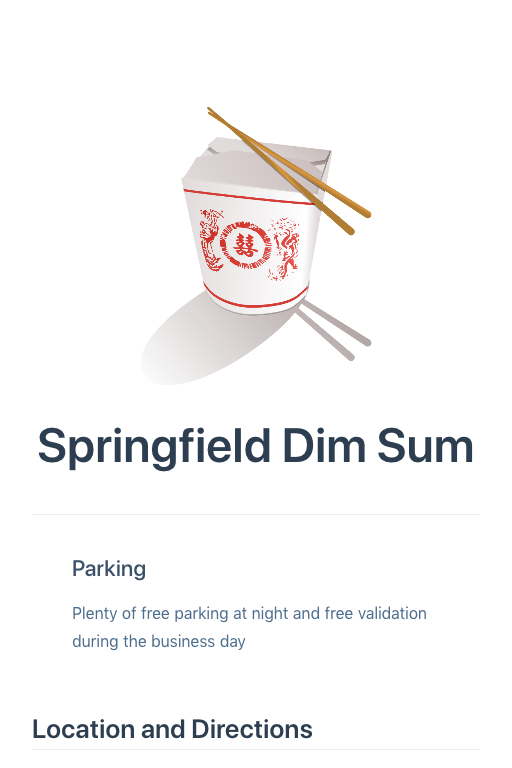 囍
Springfield Dim Sum
Parking
Plenty of free parking at night and free validation
during the business day
Location and Directions